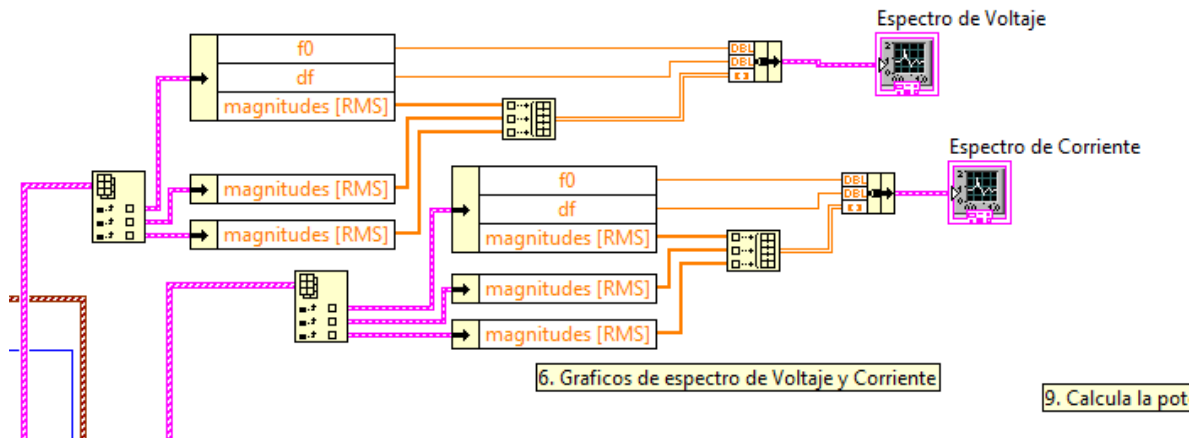 Espectro de Voltaje
f0
df
magnitudes [RMS]
DBL
DBL
magnitudes [RMS]
magnitudes [RMS]
Espectro de Corriente
f0
df
magnitudes [RMS]
DBL
DBL
magnitudes [RMS]
magnitudes [RMS]
6. Graficos de espectro de Voltaje y Corriente
9. Calcula la pot